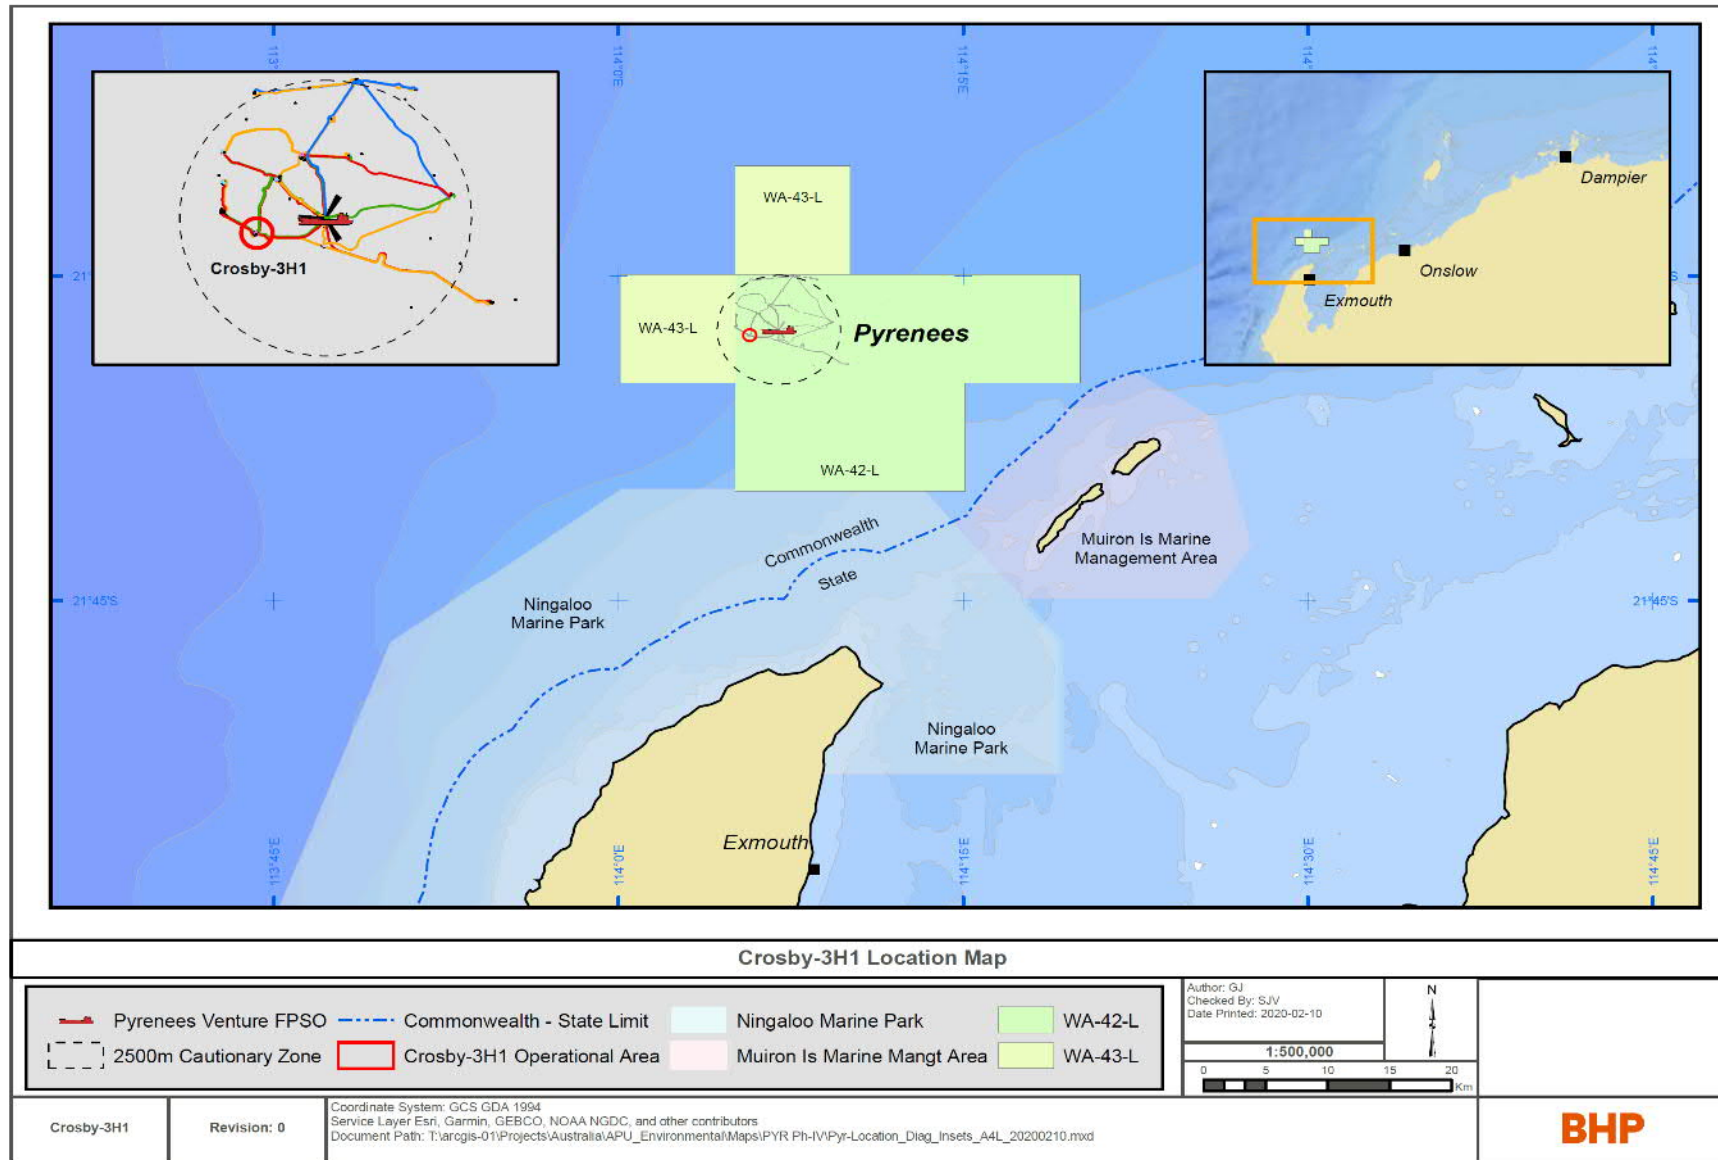 113°
114°0'E
114°15'E
114°
114°
Crosby-3H1
Dampier
Onslow
Exmouth
WA-43-L
21°
S
WA-43-L
Pyrenees
WA-42-L
Commonwealth
State
Muiron Is Marine
Management Area
21°45'S
21°45'S
Ningaloo
Marine Park
Ningaloo
Marine Park
Exmouth
113°45'E
114°0'E
114°15'E
114°30'E
114°45'E
Crosby-3H1 Location Map
Pyrenees Venture FPSO
Commonwealth - State Limit
Ningaloo Marine Park
WA-42-L
2500m Cautionary Zone
Crosby-3H1 Operational Area
Muiron Is Marine Mangt Area
WA-43-L
Author: GJ
Checked By: SJV
Date Printed: 2020-02-10
N
1:500,000
0 5 10 15 20
Km
Crosby-3H1
Revision: 0
Coordinate System: GCS GDA 1994
Service Layer Esri, Garmin, GEBCO, NOAA NGDC, and other contributors
Document Path: T:\arcgis-01\Projects\Australia\APU_Environmental\Maps\PYR Ph-IV\Pyr-Location_Diag_Insets_A4L_20200210.mxd
BHP